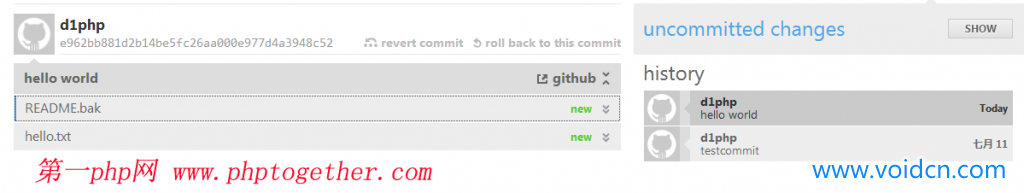 d1php
e962bb881d2b14be5fc26aa000e977d4a3948c52
revert commit
roll back to this commit
hello world
github
README.bak
new
hello.txt
new
第一php网 www.phptogether.com
uncommitted changes
SHOW
history
d1php
hello world
Today
d1php
testcommit
七月 11
www.voidcn.com